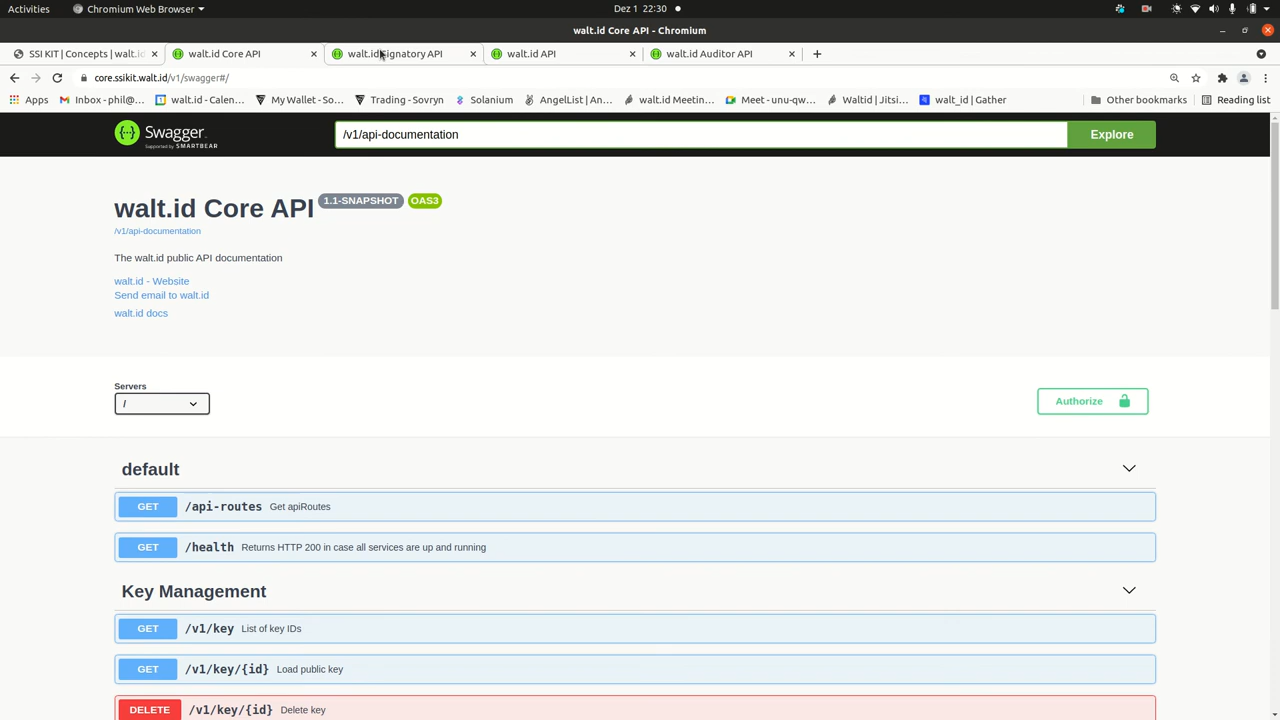 Activities
Chromium Web Browser
Dez 1 22:30
walt.id Core API - Chromium
SSI KIT | Concepts | walt.id
walt.id Core API
walt.id Signatory API
walt.id API
walt.id Auditor API
core.ssikit.walt.id/v1/swagger#/
Apps
Inbox - phil@...
walt.id - Calen...
My Wallet - So...
Trading - Sovryn
Solanium
AngelList | An...
walt.id Meetin...
Meet - unu-qw...
Waltid | Jitsi...
walt_id | Gather
Other bookmarks
Reading list
Swagger.
Supported by SMARTBEAR
/v1/api-documentation
Explore
walt.id Core API 1.1-SNAPSHOT OAS3
/v1/api-documentation
The walt.id public API documentation
walt.id - Website
Send email to walt.id
walt.id docs
Servers
/
Authorize
default
GET /api-routes Get apiRoutes
GET /health Returns HTTP 200 in case all services are up and running
Key Management
GET /v1/key List of key IDs
GET /v1/key/{id} Load public key
DELETE /v1/key/{id} Delete key